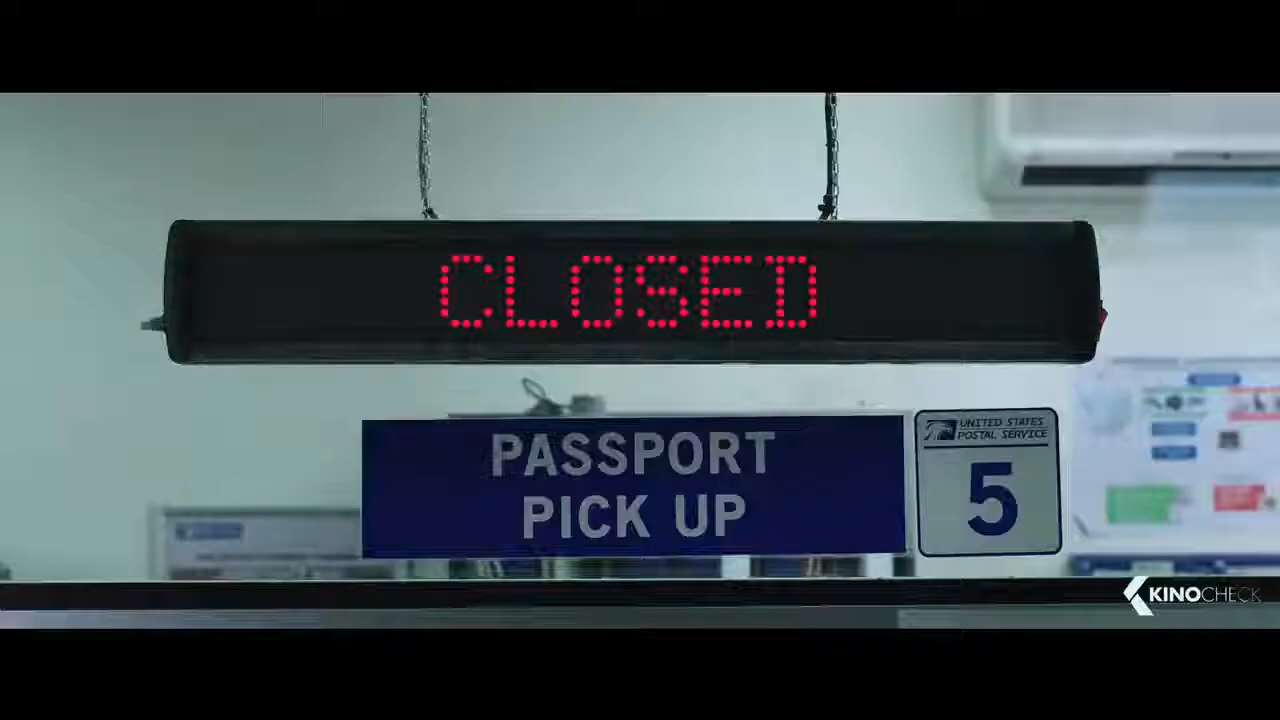 CLOSED
PASSPORT
PICK UP
UNITED STATES
POSTAL SERVICE
5
KINOCHECK